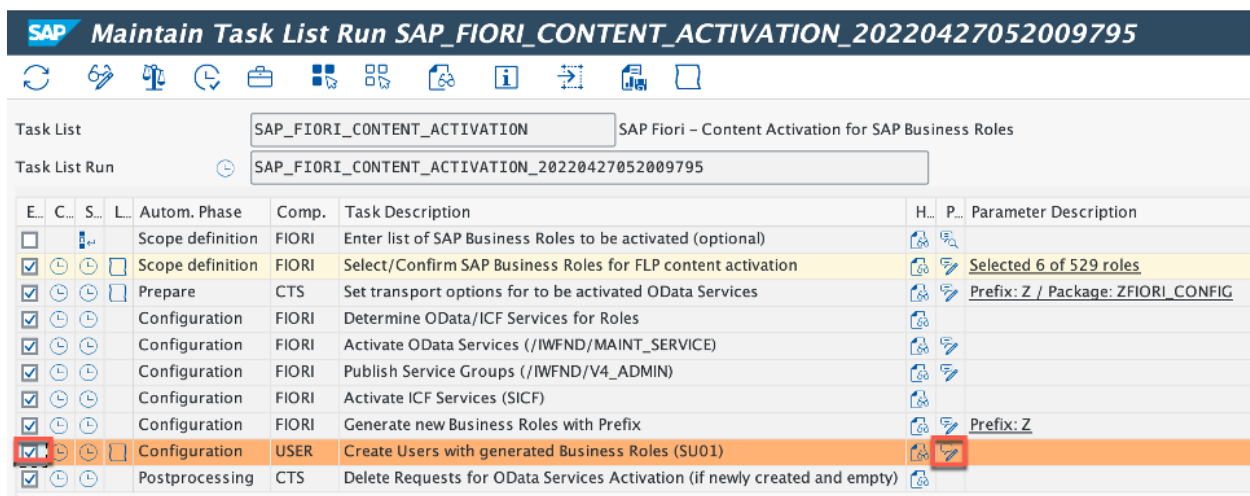 SAP Maintain Task List Run SAP_FIORI_CONTENT_ACTIVATION_20220427052009795
Task List SAP_FIORI_CONTENT_ACTIVATION SAP Fiori – Content Activation for SAP Business Roles
Task List Run SAP_FIORI_CONTENT_ACTIVATION_20220427052009795
E... C... S... L... Autom. Phase Comp. Task Description H... P... Parameter Description
Scope definition FIORI Enter list of SAP Business Roles to be activated (optional)
Scope definition FIORI Select/Confirm SAP Business Roles for FLP content activation Selected 6 of 529 roles
Prepare CTS Set transport options for to be activated OData Services Prefix: Z / Package: ZFIORI_CONFIG
Configuration FIORI Determine OData/ICF Services for Roles
Configuration FIORI Activate OData Services (/IWFND/MAINT_SERVICE)
Configuration FIORI Publish Service Groups (/IWFND/V4_ADMIN)
Configuration FIORI Activate ICF Services (SICF)
Configuration FIORI Generate new Business Roles with Prefix Prefix: Z
Configuration USER Create Users with generated Business Roles (SU01)
Postprocessing CTS Delete Requests for OData Services Activation (if newly created and empty)